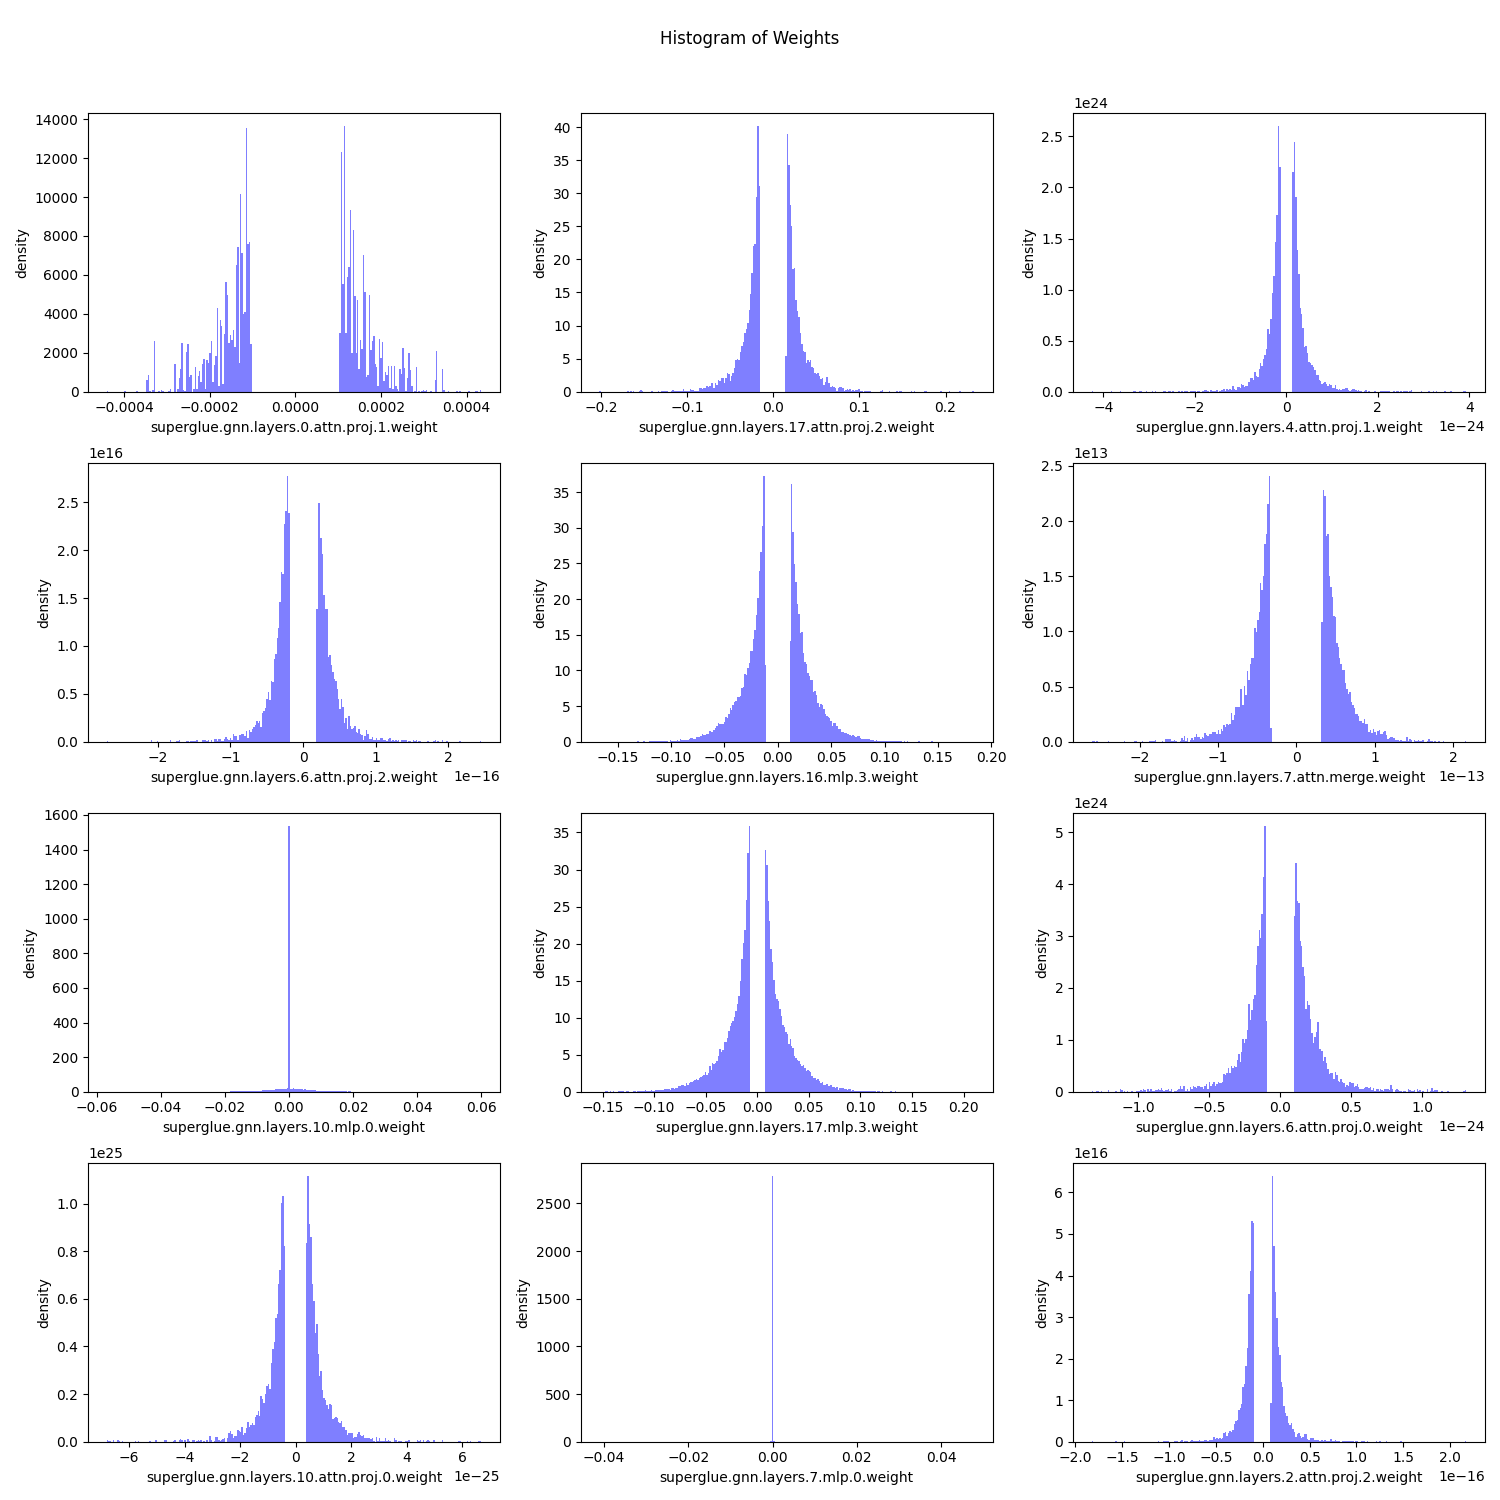 Histogram of Weights
1e24
14000
12000
10000
8000
6000
4000
2000
0
density
−0.0004 −0.0002 0.0000 0.0002 0.0004
superglue.gnn.layers.0.attn.proj.1.weight
40
35
30
25
20
15
10
5
0
density
−0.2 −0.1 0.0 0.1 0.2
superglue.gnn.layers.17.attn.proj.2.weight
2.5
2.0
1.5
1.0
0.5
0.0
density
−4 −2 0 2 4
superglue.gnn.layers.4.attn.proj.1.weight 1e−24
1e16
2.5
2.0
1.5
1.0
0.5
0.0
density
−2 −1 0 1 2
superglue.gnn.layers.6.attn.proj.2.weight 1e−16
35
30
25
20
15
10
5
0
density
−0.15 −0.10 −0.05 0.00 0.05 0.10 0.15 0.20
superglue.gnn.layers.16.mlp.3.weight
1e13
2.5
2.0
1.5
1.0
0.5
0.0
density
−2 −1 0 1 2
superglue.gnn.layers.7.attn.merge.weight 1e−13
1600
1400
1200
1000
800
600
400
200
0
density
−0.06 −0.04 −0.02 0.00 0.02 0.04 0.06
superglue.gnn.layers.10.mlp.0.weight
35
30
25
20
15
10
5
0
density
−0.15 −0.10 −0.05 0.00 0.05 0.10 0.15 0.20
superglue.gnn.layers.17.mlp.3.weight
1e24
5
4
3
2
1
0
density
−1.0 −0.5 0.0 0.5 1.0
superglue.gnn.layers.6.attn.proj.0.weight 1e−24
1e25
1.0
0.8
0.6
0.4
0.2
0.0
density
−6 −4 −2 0 2 4 6
superglue.gnn.layers.10.attn.proj.0.weight 1e−25
2500
2000
1500
1000
500
0
density
−0.04 −0.02 0.00 0.02 0.04
superglue.gnn.layers.7.mlp.0.weight
1e16
6
5
4
3
2
1
0
density
−2.0 −1.5 −1.0 −0.5 0.0 0.5 1.0 1.5 2.0
superglue.gnn.layers.2.attn.proj.2.weight 1e−16